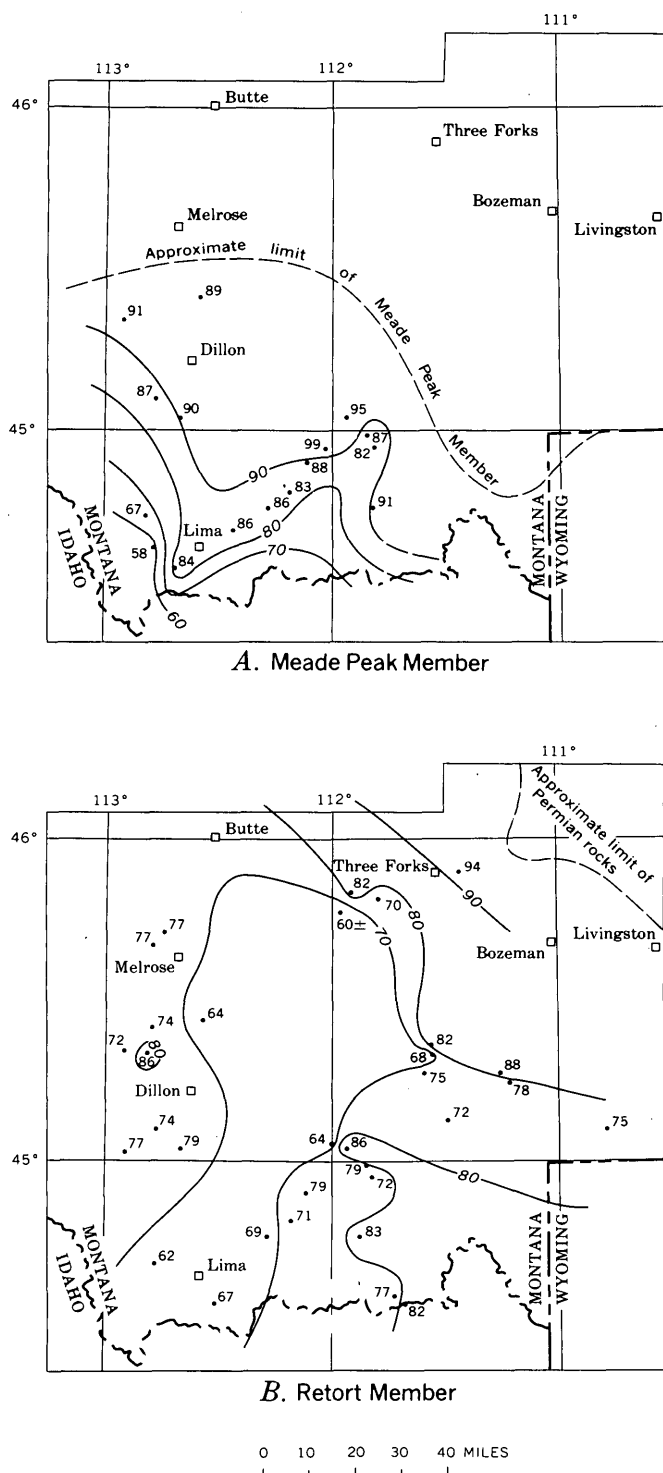 111°
113° 112°
46°
Butte
Three Forks
Bozeman
Livingston
Melrose
Approximate limit of Meade Peak Member
89
91
Dillon
87
90
95
45°
99
87
82
88
90
83
91
86
67
86
80
Lima
58
84
70
60
MONTANA
IDAHO
MONTANA
WYOMING
A. Meade Peak Member
111°
113° 112°
46°
Butte
Approximate limit of Permian rocks
Three Forks
94
90
82
70
80
60±
70
77
77
Melrose
Bozeman
Livingston
74
64
72
80
86
82
68
75
88
78
Dillon
74
72
75
77
79
64
86
45°
79
72
80
79
71
69
83
62
Lima
67
77
82
MONTANA
IDAHO
MONTANA
WYOMING
B. Retort Member
0 10 20 30 40 MILES